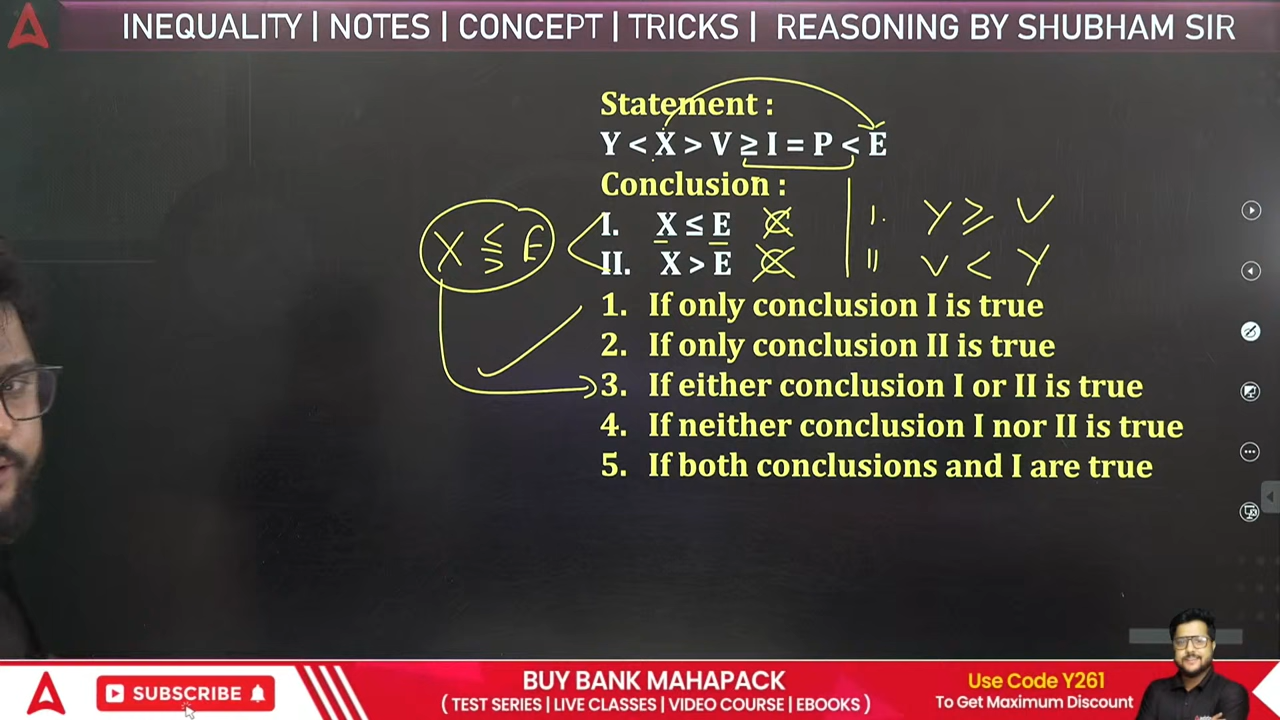 INEQUALITY | NOTES | CONCEPT | TRICKS | REASONING BY SHUBHAM SIR
Statement :
Y < X > V ≥ I = P < E
Conclusion :
I. X ≤ E
II. X > E
X ≤ > E
I. Y ≥ V
II V < Y
1. If only conclusion I is true
2. If only conclusion II is true
3. If either conclusion I or II is true
4. If neither conclusion I nor II is true
5. If both conclusions and I are true
SUBSCRIBE
BUY BANK MAHAPACK
( TEST SERIES | LIVE CLASSES | VIDEO COURSE | EBOOKS )
Use Code Y261
To Get Maximum Discount